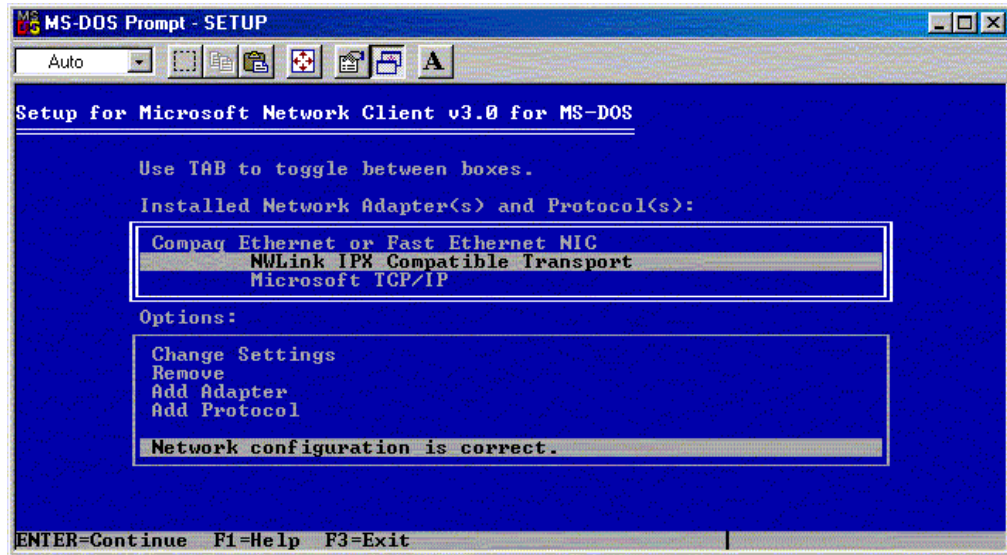 MS-DOS Prompt - SETUP
Auto
A
Setup for Microsoft Network Client v3.0 for MS-DOS
Use TAB to toggle between boxes.
Installed Network Adapter(s) and Protocol(s):
Compaq Ethernet or Fast Ethernet NIC
NWLink IPX Compatible Transport
Microsoft TCP/IP
Options:
Change Settings
Remove
Add Adapter
Add Protocol
Network configuration is correct.
ENTER=Continue F1=Help F3=Exit